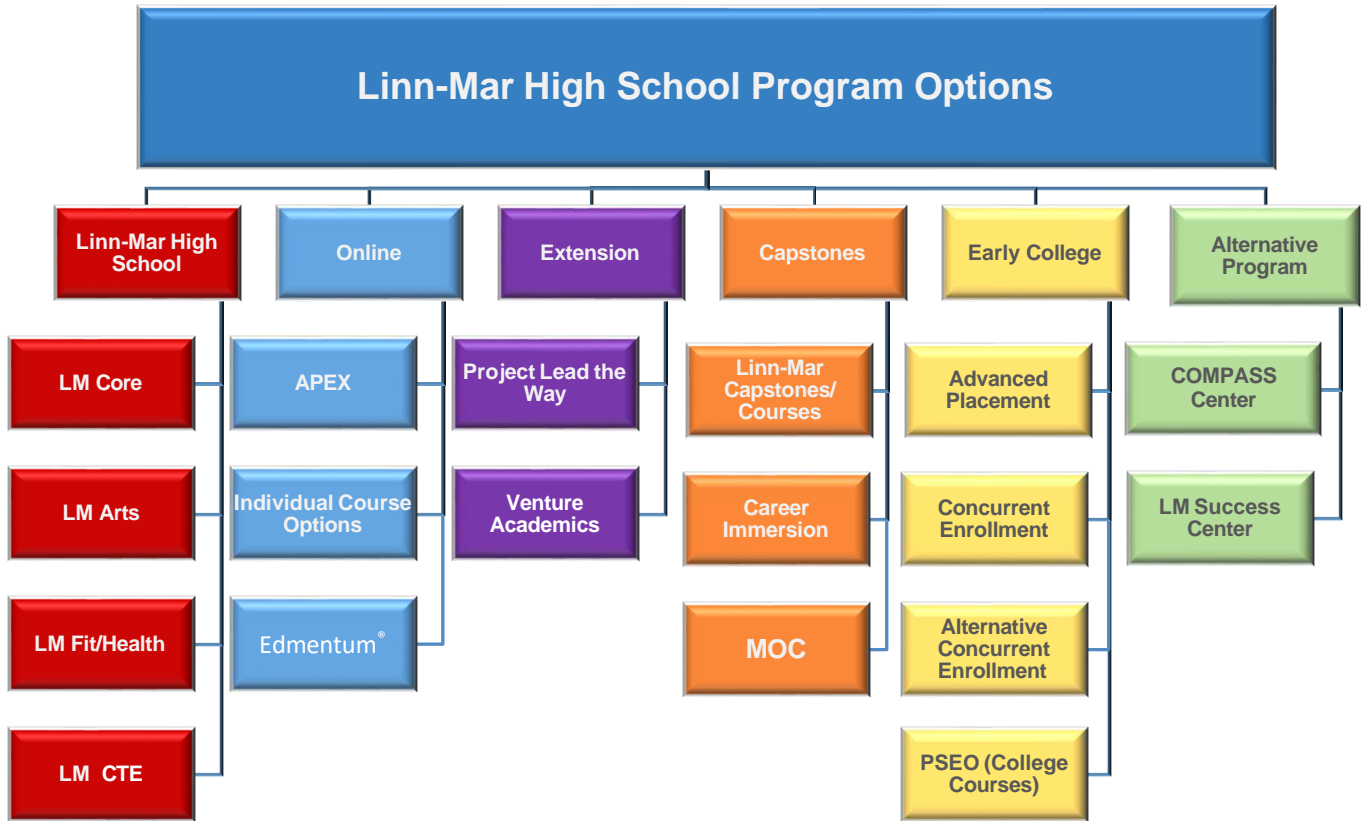 Linn-Mar High School Program Options
Linn-Mar High
School
Online
Extension
Capstones
Early College
Alternative
Program
LM Core
APEX
Project Lead the
Way
Linn-Mar
Capstones/
Courses
Advanced
Placement
COMPASS
Center
LM Arts
Individual Course
Options
Venture
Academics
Career
Immersion
Concurrent
Enrollment
LM Success
Center
LM Fit/Health
Edmentum®
MOC
Alternative
Concurrent
Enrollment
LM  CTE
PSEO (College
Courses)